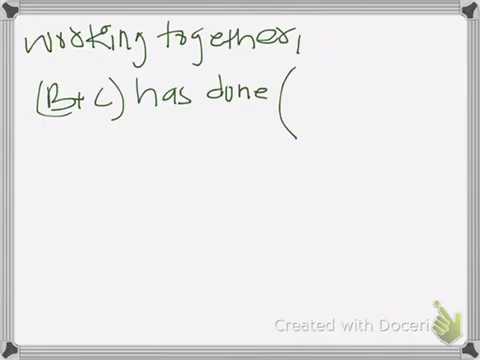 working together,
(B+C) has done (
Created with Doceri